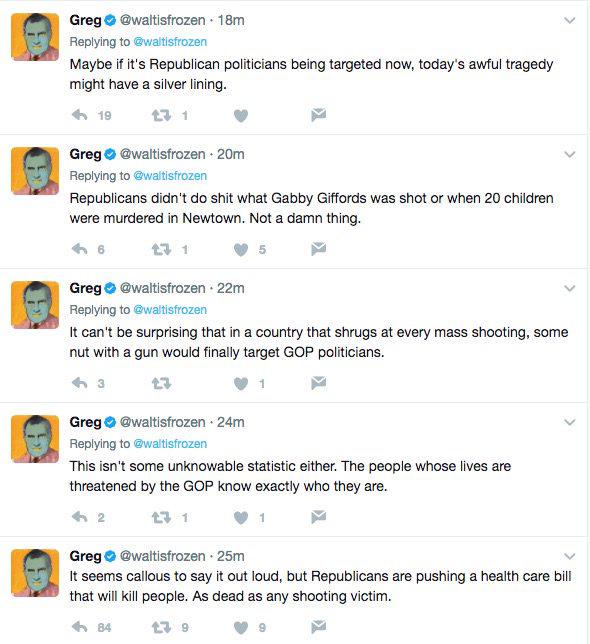 Greg @waltisfrozen · 18m
Replying to @waltisfrozen
Maybe if it's Republican politicians being targeted now, today's awful tragedy
might have a silver lining.
19 1
Greg @waltisfrozen · 20m
Replying to @waltisfrozen
Republicans didn't do shit what Gabby Giffords was shot or when 20 children
were murdered in Newtown. Not a damn thing.
6 1 5
Greg @waltisfrozen · 22m
Replying to @waltisfrozen
It can't be surprising that in a country that shrugs at every mass shooting, some
nut with a gun would finally target GOP politicians.
3 1
Greg @waltisfrozen · 24m
Replying to @waltisfrozen
This isn't some unknowable statistic either. The people whose lives are
threatened by the GOP know exactly who they are.
2 1 1
Greg @waltisfrozen · 25m
It seems callous to say it out loud, but Republicans are pushing a health care bill
that will kill people. As dead as any shooting victim.
84 9 9